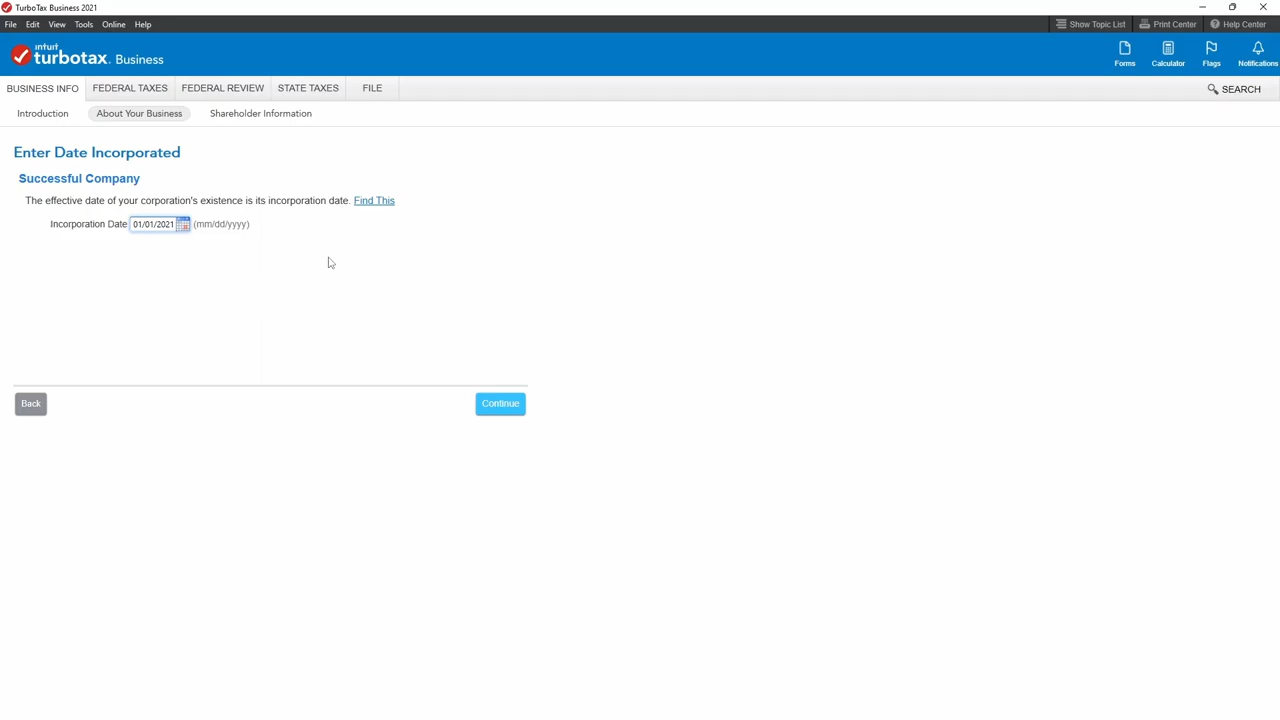 TurboTax Business 2021
File Edit View Tools Online Help
Show Topic List Print Center Help Center
intuit turbotax. Business
Forms Calculator Flags Notifications
BUSINESS INFO FEDERAL TAXES FEDERAL REVIEW STATE TAXES FILE SEARCH
Introduction About Your Business Shareholder Information
Enter Date Incorporated
Successful Company
The effective date of your corporation's existence is its incorporation date. Find This
Incorporation Date 01/01/2021 (mm/dd/yyyy)
Back Continue